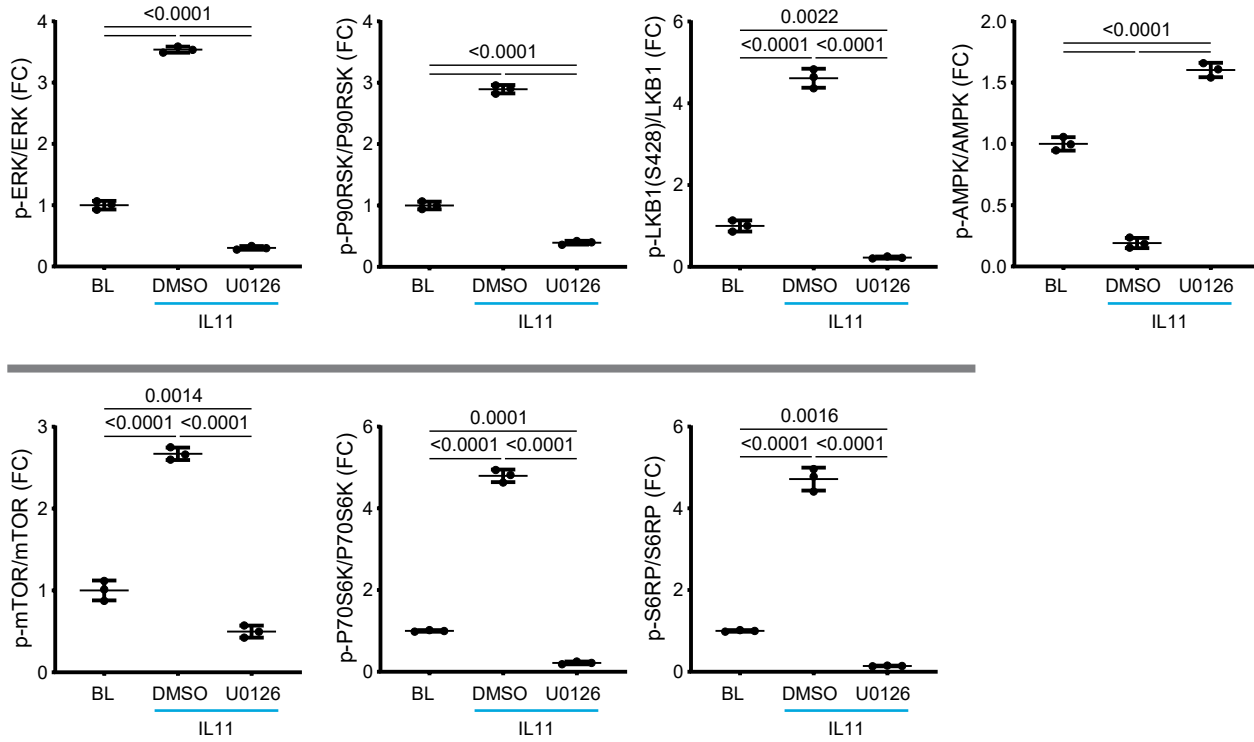 p-ERK/ERK (FC)
4
3
2
1
0
<0.0001
BL DMSO U0126
IL11
p-P90RSK/P90RSK (FC)
4
3
2
1
0
<0.0001
BL DMSO U0126
IL11
p-LKB1(S428)/LKB1 (FC)
6
4
2
0
0.0022
<0.0001 <0.0001
BL DMSO U0126
IL11
p-AMPK/AMPK (FC)
2.0
1.5
1.0
0.5
0.0
<0.0001
BL DMSO U0126
IL11
p-mTOR/mTOR (FC)
3
2
1
0
0.0014
<0.0001 <0.0001
BL DMSO U0126
IL11
p-P70S6K/P70S6K (FC)
6
4
2
0
0.0001
<0.0001 <0.0001
BL DMSO U0126
IL11
p-S6RP/S6RP (FC)
6
4
2
0
0.0016
<0.0001 <0.0001
BL DMSO U0126
IL11